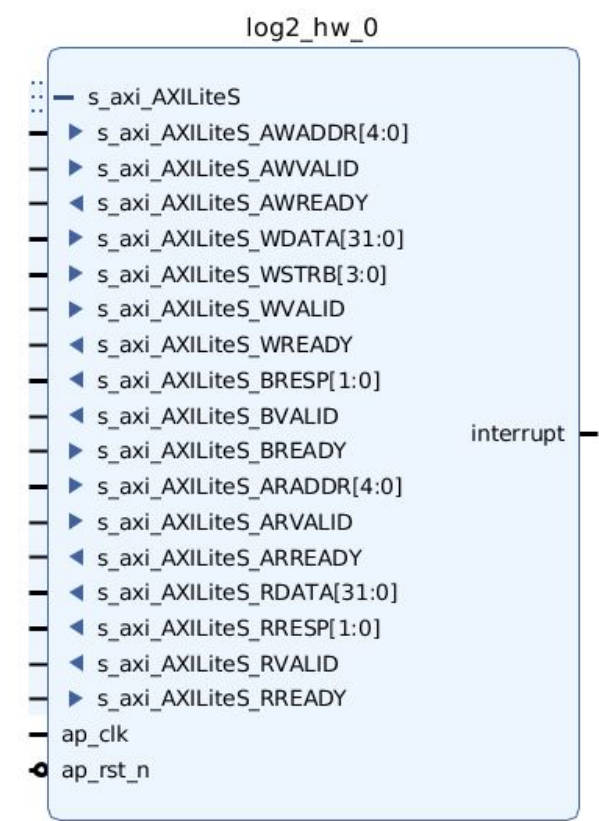 log2_hw_0
s_axi_AXILiteS
s_axi_AXILiteS_AWADDR[4:0]
s_axi_AXILiteS_AWVALID
s_axi_AXILiteS_AWREADY
s_axi_AXILiteS_WDATA[31:0]
s_axi_AXILiteS_WSTRB[3:0]
s_axi_AXILiteS_WVALID
s_axi_AXILiteS_WREADY
s_axi_AXILiteS_BRESP[1:0]
s_axi_AXILiteS_BVALID
interrupt
s_axi_AXILiteS_BREADY
s_axi_AXILiteS_ARADDR[4:0]
s_axi_AXILiteS_ARVALID
s_axi_AXILiteS_ARREADY
s_axi_AXILiteS_RDATA[31:0]
s_axi_AXILiteS_RRESP[1:0]
s_axi_AXILiteS_RVALID
s_axi_AXILiteS_RREADY
ap_clk
ap_rst_n